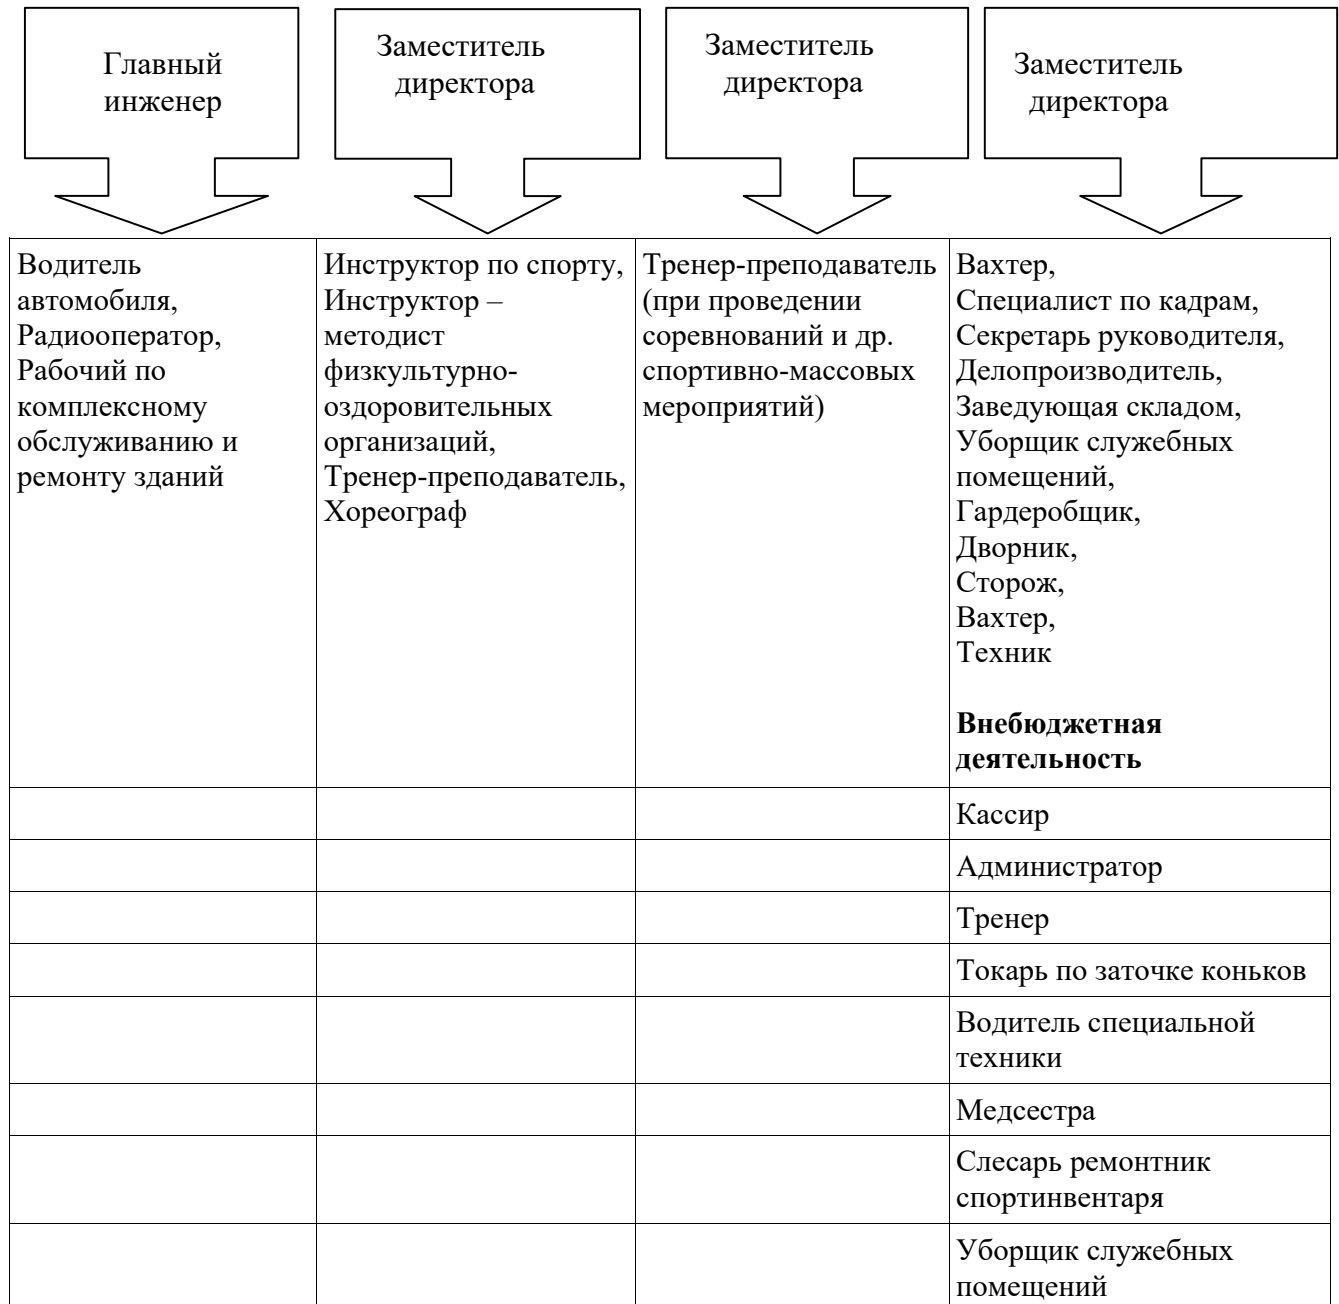 Главный
инженер
Заместитель
директора
Заместитель
директора
Заместитель
директора
Водитель
автомобиля,
Радиооператор,
Рабочий по
комплексному
обслуживанию и
ремонту зданий
Инструктор по спорту,
Инструктор –
методист
физкультурно-
оздоровительных
организаций,
Тренер-преподаватель,
Хореограф
Тренер-преподаватель
(при проведении
соревнований и др.
спортивно-массовых
мероприятий)
Вахтер,
Специалист по кадрам,
Секретарь руководителя,
Делопроизводитель,
Заведующая складом,
Уборщик служебных
помещений,
Гардеробщик,
Дворник,
Сторож,
Вахтер,
Техник
Внебюджетная
деятельность
Кассир
Администратор
Тренер
Токарь по заточке коньков
Водитель специальной
техники
Медсестра
Слесарь ремонтник
спортинвентаря
Уборщик служебных
помещений